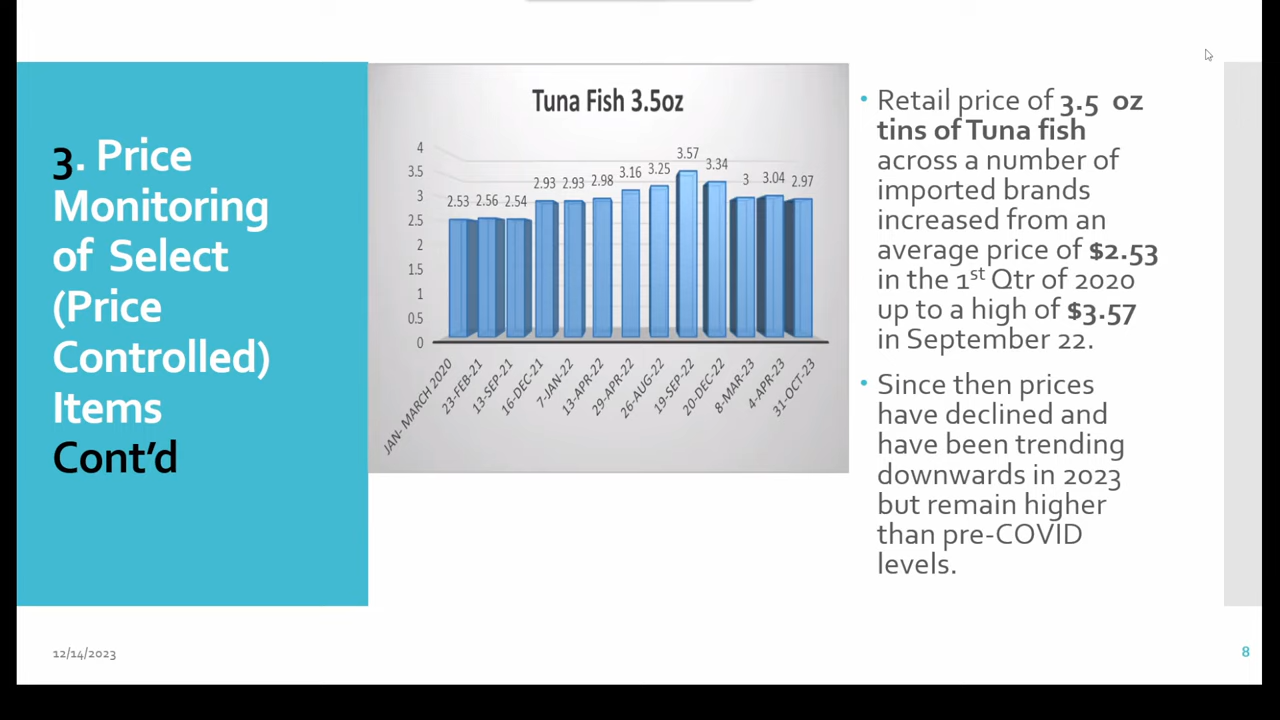 3. Price
Monitoring
of Select
(Price
Controlled)
Items
Cont’d
Tuna Fish 3.5oz
4
3.5
3
2.5
2
1.5
1
0.5
0
2.53
2.56
2.54
2.93
2.93
2.98
3.16
3.25
3.57
3.34
3
3.04
2.97
JAN- MARCH 2020
23-FEB-21
13-SEP-21
16-DEC-21
7-JAN-22
13-APR-22
29-APR-22
26-AUG-22
19-SEP-22
20-DEC-22
8-MAR-23
4-APR-23
31-OCT-23
• Retail price of 3.5 oz
tins of Tuna fish
across a number of
imported brands
increased from an
average price of $2.53
in the 1st Qtr of 2020
up to a high of $3.57
in September 22.
• Since then prices
have declined and
have been trending
downwards in 2023
but remain higher
than pre-COVID
levels.
12/14/2023
8